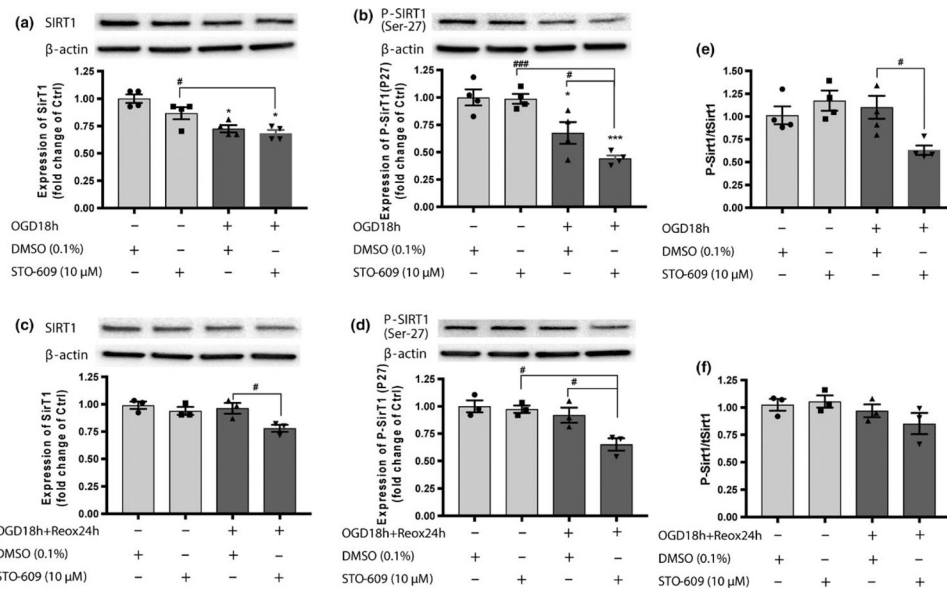 (a)
SIRT1
β-actin
Expression of SirT1
(fold change of Ctrl)
1.25
1.00
0.75
0.50
0.25
0.00
#
*
*
OGD18h
− − + +
DMSO (0.1%)
+ − + −
STO-609 (10 μM)
− + − +
(b)
P-SIRT1
(Ser-27)
β-actin
Expression of P-SirT1(P27)
(fold change of Ctrl)
1.25
1.00
0.75
0.50
0.25
0.00
###
#
*
***
OGD18h
− − + +
DMSO (0.1%)
+ − + −
STO-609 (10 μM)
− + − +
(e)
P-Sirt1/tSirt1
1.50
1.25
1.00
0.75
0.50
0.25
0.00
#
OGD18h
− − + +
DMSO (0.1%)
+ − + −
STO-609 (10 μM)
− + − +
(c)
SIRT1
β-actin
Expression of SirT1
(fold change of Ctrl)
1.25
1.00
0.75
0.50
0.25
0.00
#
OGD18h+Reox24h
− − + +
DMSO (0.1%)
+ − + −
STO-609 (10 μM)
− + − +
(d)
P-SIRT1
(Ser-27)
β-actin
Expression of P-SirT1 (P27)
(fold change of Ctrl)
1.25
1.00
0.75
0.50
0.25
0.00
#
#
OGD18h+Reox24h
− − + +
DMSO (0.1%)
+ − + −
STO-609 (10 μM)
− + − +
(f)
P-Sirt1/tSirt1
1.25
1.00
0.75
0.50
0.25
0.00
OGD18h+Reox24h
− − + +
DMSO (0.1%)
+ − + −
STO-609 (10 μM)
− + − +